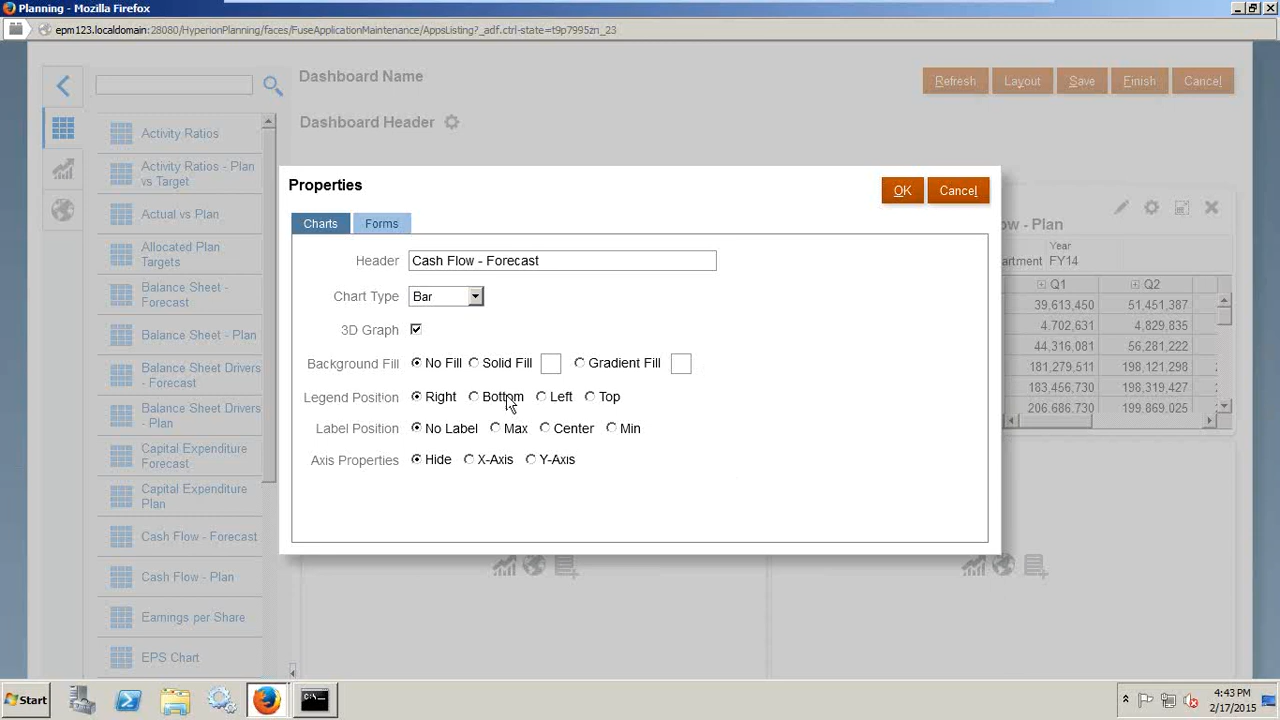 Planning - Mozilla Firefox
epm123.localdomain:28080/HyperionPlanning/faces/FuseApplicationMaintenance/AppsListing?_adf.ctrl-state=t9p7995zn_23
Dashboard Name
Refresh Layout Save Finish Cancel
Dashboard Header
Activity Ratios
Activity Ratios - Plan
vs Target
Actual vs Plan
Allocated Plan
Targets
Balance Sheet -
Forecast
Balance Sheet - Plan
Balance Sheet Drivers
- Forecast
Balance Sheet Drivers
- Plan
Capital Expenditure
Forecast
Capital Expenditure
Plan
Cash Flow - Forecast
Cash Flow - Plan
Earnings per Share
EPS Chart
Properties
OK Cancel
Charts Forms
Header Cash Flow - Forecast
Chart Type Bar
3D Graph
Background Fill No Fill Solid Fill Gradient Fill
Legend Position Right Bottom Left Top
Label Position No Label Max Center Min
Axis Properties Hide X-Axis Y-Axis
ow - Plan
Year
artment FY14
Q1 Q2
39,613,450 51,451,387
4,702,631 4,829,835
44,316,081 56,281,222
181,279,511 198,121,298
183,456,730 198,319,427
206,686,730 199,869,025
Start
4:43 PM
2/17/2015